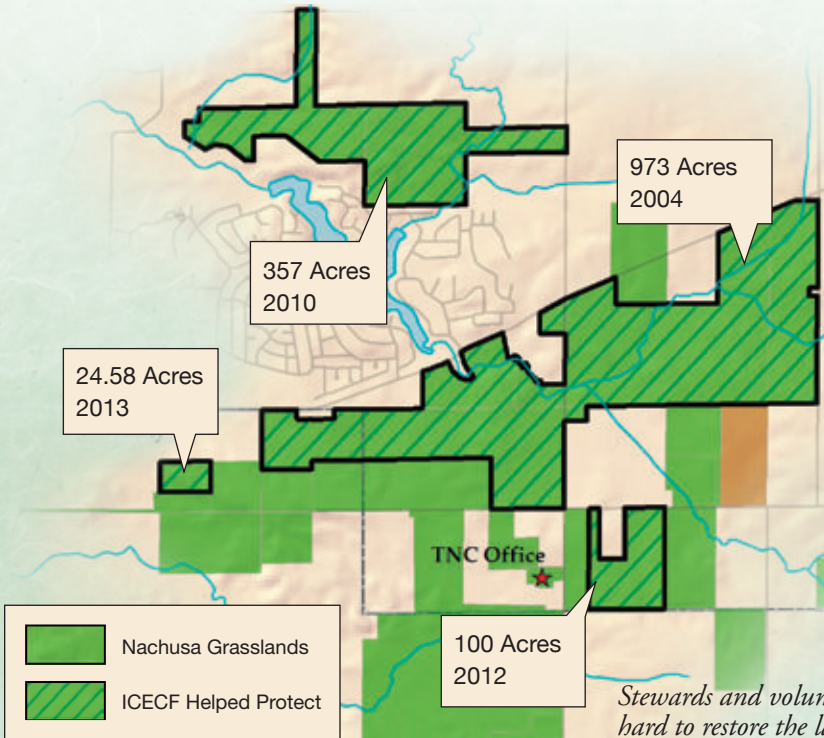 973 Acres
2004
357 Acres
2010
24.58 Acres
2013
TNC Office
100 Acres
2012
Nachusa Grasslands
ICECF Helped Protect
Stewards and
hard to restore the